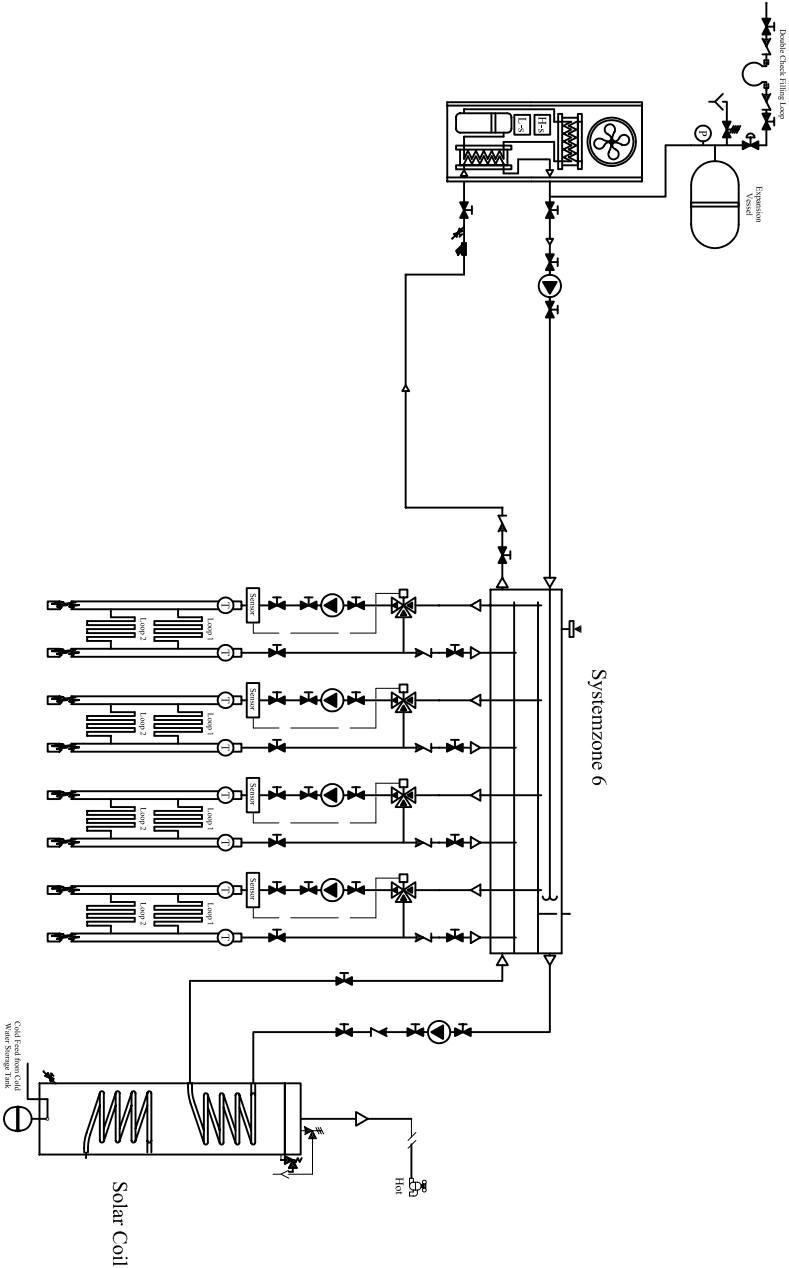 Double Check Filling Loop
P
Expansion
Vessel
H-s
L-s
Systemzone 6
Sensor
T
T
Loop 1
Loop 2
Sensor
T
T
Loop 1
Loop 2
Sensor
T
T
Loop 1
Loop 2
Sensor
T
T
Loop 1
Loop 2
Cold Feed from Cold
Water Storage Tank
Hot
Solar Coil